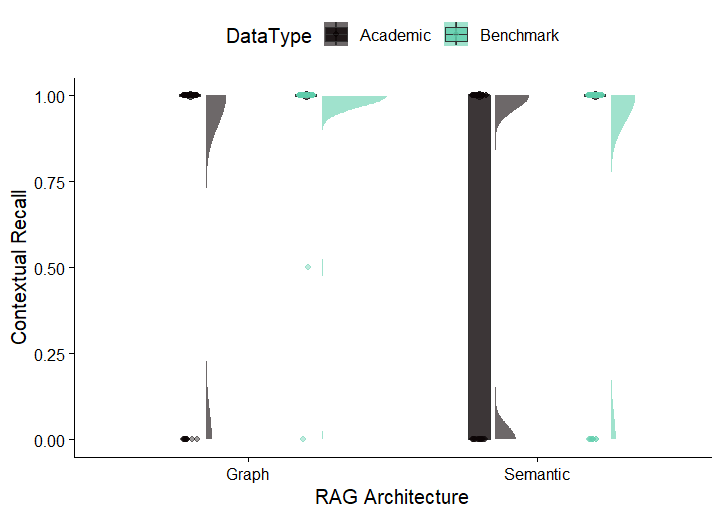 DataType Academic Benchmark
1.00
0.75
0.50
0.25
0.00
Contextual Recall
Graph Semantic
RAG Architecture